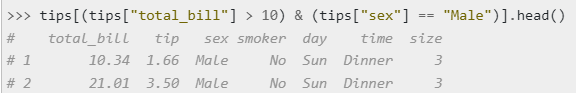 >>> tips[(tips["total_bill"] > 10) & (tips["sex"] == "Male")].head()
#   total_bill   tip   sex smoker  day    time  size
# 1      10.34  1.66  Male     No  Sun  Dinner     3
# 2      21.01  3.50  Male     No  Sun  Dinner     3